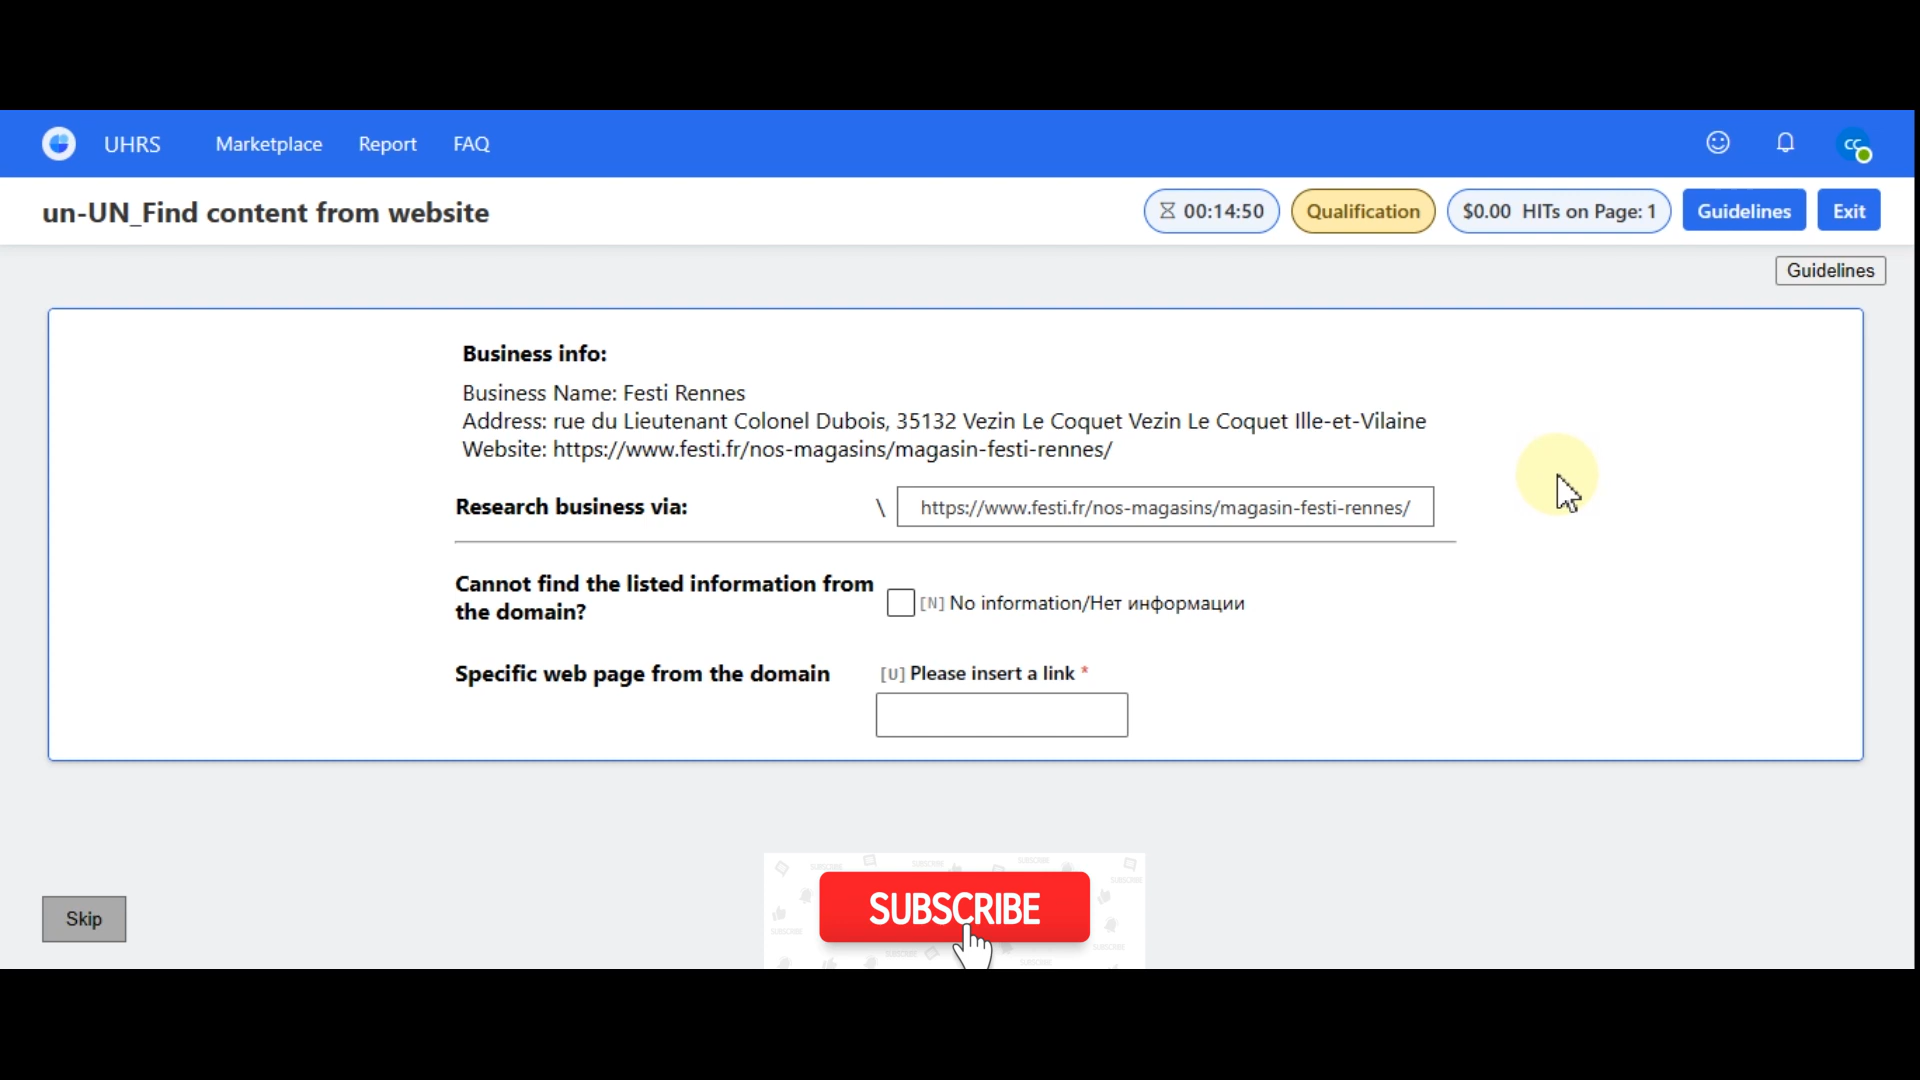 UHRS Marketplace Report FAQ CC
un-UN_Find content from website 00:14:50 Qualification $0.00 HITs on Page: 1 Guidelines Exit
Guidelines
Business info:
Business Name: Festi Rennes
Address: rue du Lieutenant Colonel Dubois, 35132 Vezin Le Coquet Vezin Le Coquet Ille-et-Vilaine
Website: https://www.festi.fr/nos-magasins/magasin-festi-rennes/
Research business via: \ https://www.festi.fr/nos-magasins/magasin-festi-rennes/
Cannot find the listed information from
the domain?
[N] No information/Нет информации
Specific web page from the domain [U] Please insert a link *
Skip
SUBSCRIBE